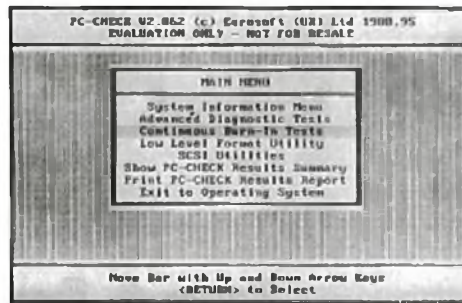 PC-CHECK V2.062 (c) Eurosoft (UK) Ltd 1988,95
EVALUATION ONLY - NOT FOR RESALE
MAIN MENU
System Information Menu
Advanced Diagnostic Tests
Continuous Burn-In Tests
Low Level Format Utility
SCSI Utilities
Show PC-CHECK Results Summary
Print PC-CHECK Results Report
Exit to Operating System
Move Bar with Up and Down Arrow Keys
<RETURN> to Select